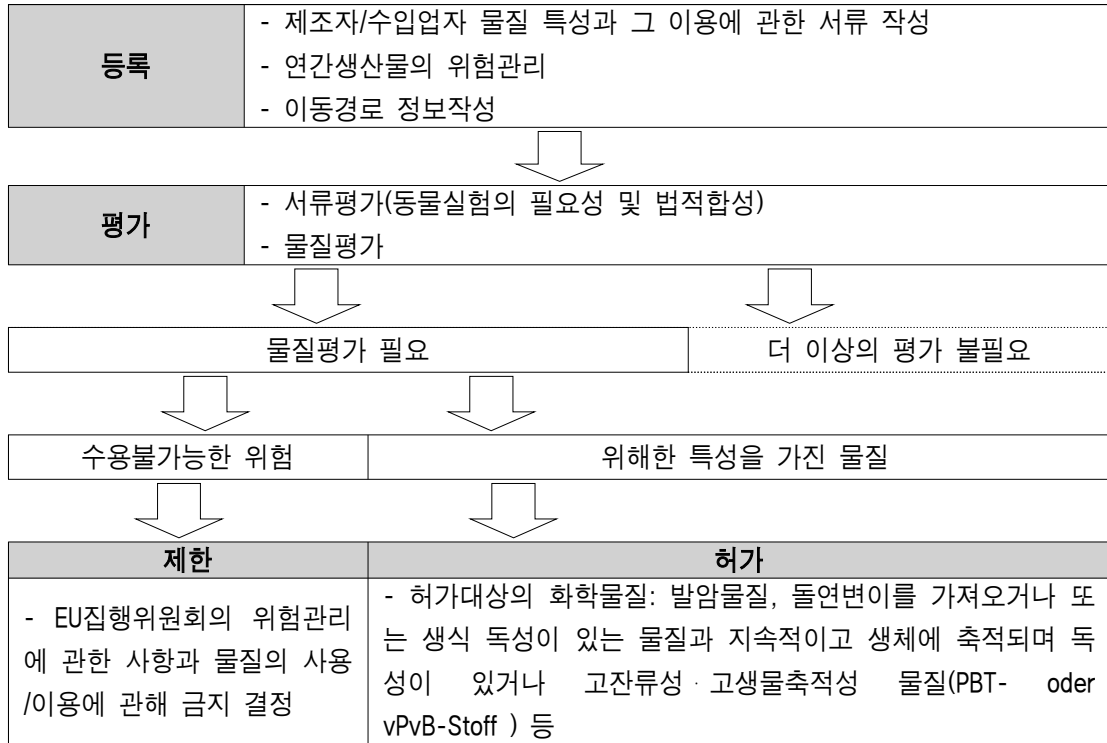 등록
- 제조자/수입업자 물질 특성과 그 이용에 관한 서류 작성
- 연간생산물의 위험관리
- 이동경로 정보작성
평가
- 서류평가(동물실험의 필요성 및 법적합성)
- 물질평가
물질평가 필요
더 이상의 평가 불필요
수용불가능한 위험
위해한 특성을 가진 물질
제한
허가
- EU집행위원회의 위험관리
에 관한 사항과 물질의 사용
/이용에 관해 금지 결정
- 허가대상의 화학물질: 발암물질, 돌연변이를 가져오거나 또
는 생식 독성이 있는 물질과 지속적이고 생체에 축적되며 독
성이 있거나 고잔류성·고생물축적성 물질(PBT- oder
vPvB-Stoff ) 등